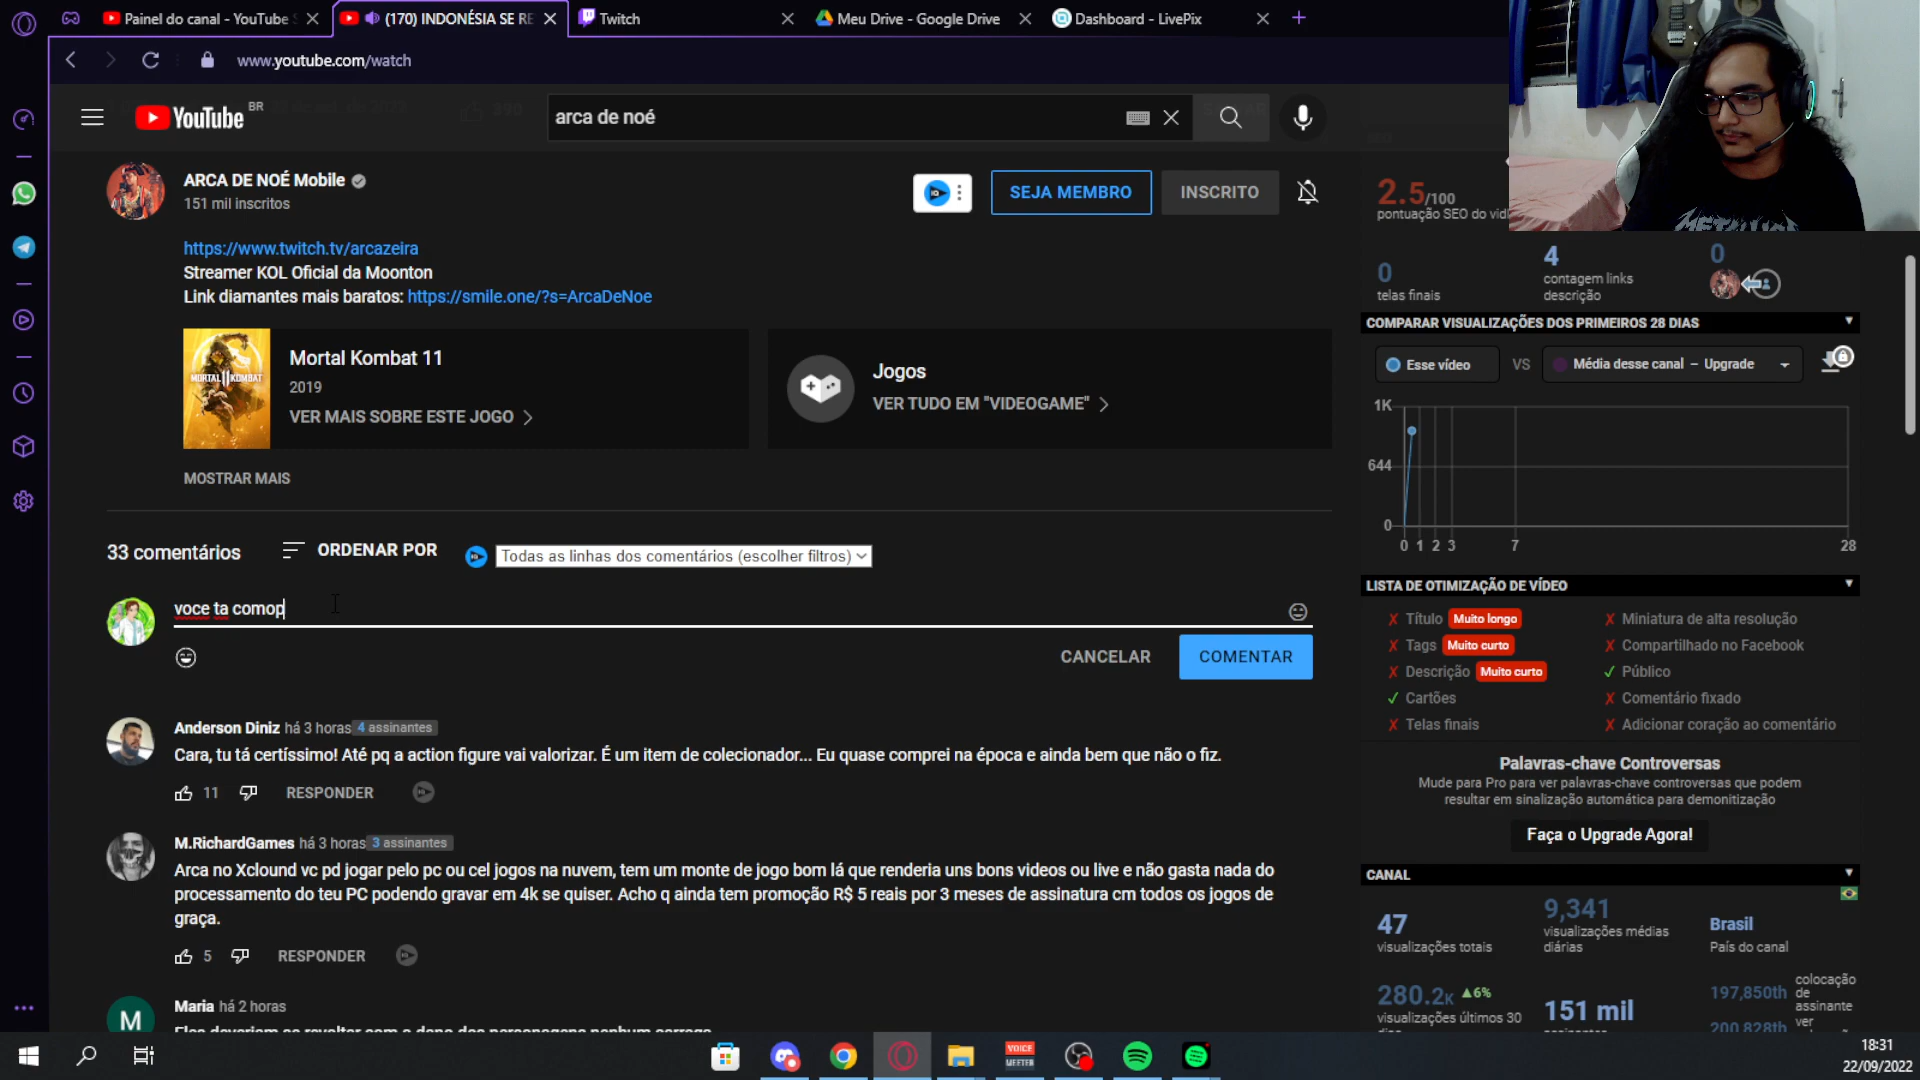 Painel do canal - YouTube S
(170) INDONÉSIA SE RE
Twitch
Meu Drive - Google Drive
Dashboard - LivePix
www.youtube.com/watch
YouTube BR
arca de noé
ARCA DE NOÉ Mobile
151 mil inscritos
SEJA MEMBRO
INSCRITO
https://www.twitch.tv/arcazeira
Streamer KOL Oficial da Moonton
Link diamantes mais baratos: https://smile.one/?s=ArcaDeNoe
MORTAL KOMBAT
Mortal Kombat 11
2019
VER MAIS SOBRE ESTE JOGO
Jogos
VER TUDO EM "VIDEOGAME"
MOSTRAR MAIS
33 comentários
ORDENAR POR
Todas as linhas dos comentários (escolher filtros)
voce ta comop
CANCELAR
COMENTAR
Anderson Diniz há 3 horas 4 assinantes
Cara, tu tá certíssimo! Até pq a action figure vai valorizar. É um item de colecionador... Eu quase comprei na época e ainda bem que não o fiz.
11
RESPONDER
M.RichardGames há 3 horas 3 assinantes
Arca no Xclound vc pd jogar pelo pc ou cel jogos na nuvem, tem um monte de jogo bom lá que renderia uns bons videos ou live e não gasta nada do
processamento do teu PC podendo gravar em 4k se quiser. Acho q ainda tem promoção R$ 5 reais por 3 meses de assinatura cm todos os jogos de
graça.
5
RESPONDER
M
Maria há 2 horas
2.5/100
pontuação SEO do vid
0
telas finais
4
contagem links
descrição
0
COMPARAR VISUALIZAÇÕES DOS PRIMEIROS 28 DIAS
Esse vídeo
VS
Média desse canal – Upgrade
1K
644
0
0 1 2 3 7 28
LISTA DE OTIMIZAÇÃO DE VÍDEO
Título Muito longo
Miniatura de alta resolução
Tags Muito curto
Compartilhado no Facebook
Descrição Muito curto
Público
Cartões
Comentário fixado
Telas finais
Adicionar coração ao comentário
Palavras-chave Controversas
Mude para Pro para ver palavras-chave controversas que podem
resultar em sinalização automática para demonitização
Faça o Upgrade Agora!
CANAL
47
visualizações totais
9,341
visualizações médias
diárias
Brasil
País do canal
280.2K 6%
visualizações últimos 30
151 mil
197,850th
colocação
de
assinante
ver
200,828th
METALLICA
VOICE
MEETER
18:31
22/09/2022